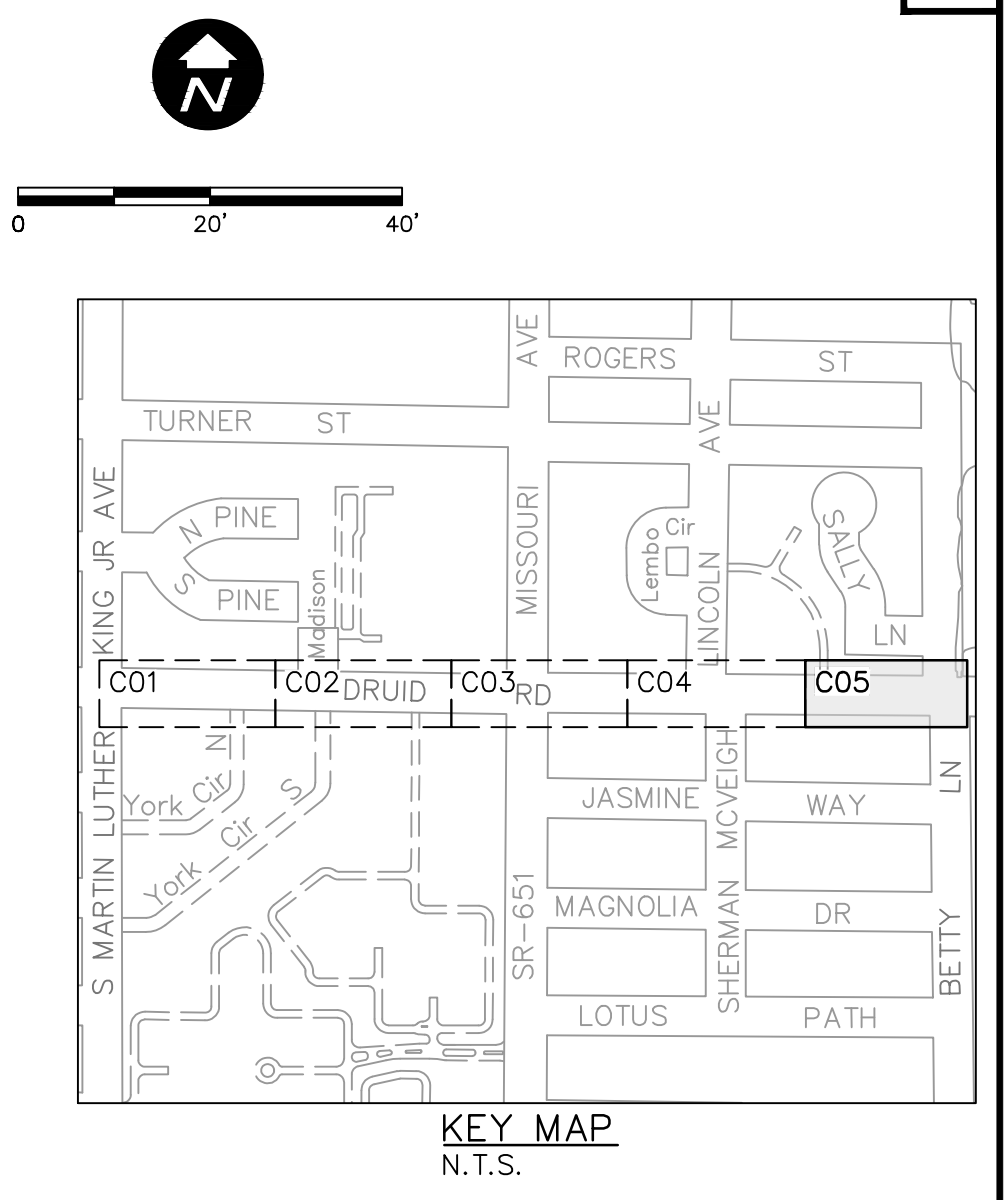 N
0 20' 40'
AVE
ROGERS ST
TURNER ST
AVE
S MARTIN LUTHER KING JR AVE
N PINE
S PINE
Madison
MISSOURI
Lembo Cir
LINCOLN
SALLY
LN
C01 C02 C03 C04 C05
DRUID RD
N
York Cir
S
York Cir
JASMINE WAY
SHERMAN MCVEIGH
BETTY LN
MAGNOLIA DR
SR-651
LOTUS PATH
KEY MAP
N.T.S.